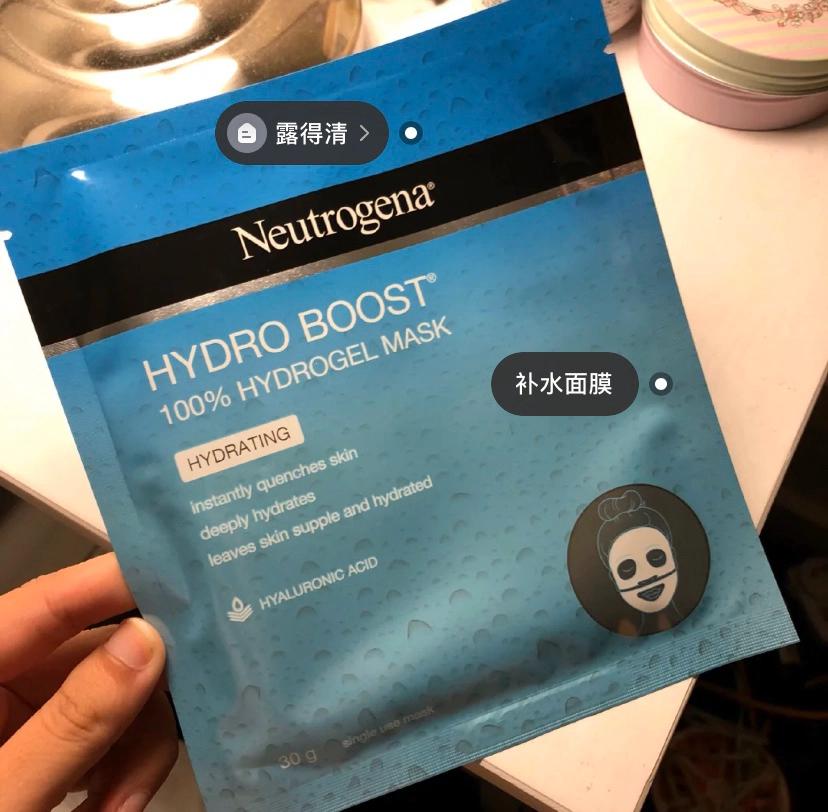 露得清
Neutrogena®
HYDRO BOOST®
100% HYDROGEL MASK
补水面膜
HYDRATING
instantly quenches skin
deeply hydrates
leaves skin supple and hydrated
HYALURONIC ACID
30 g single use mask